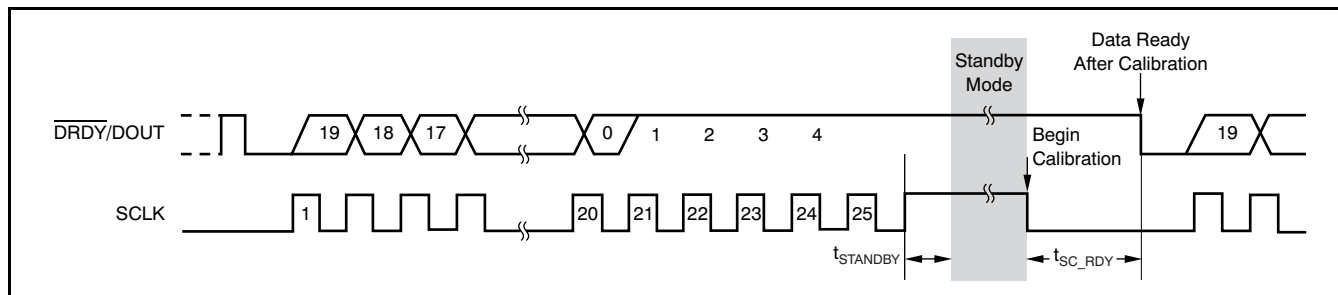 Data Ready
After Calibration
Standby
Mode
DRDY/DOUT
19 18 17 0 1 2 3 4 19
Begin
Calibration
SCLK
1 20 21 22 23 24 25
tSTANDBY
tSC_RDY